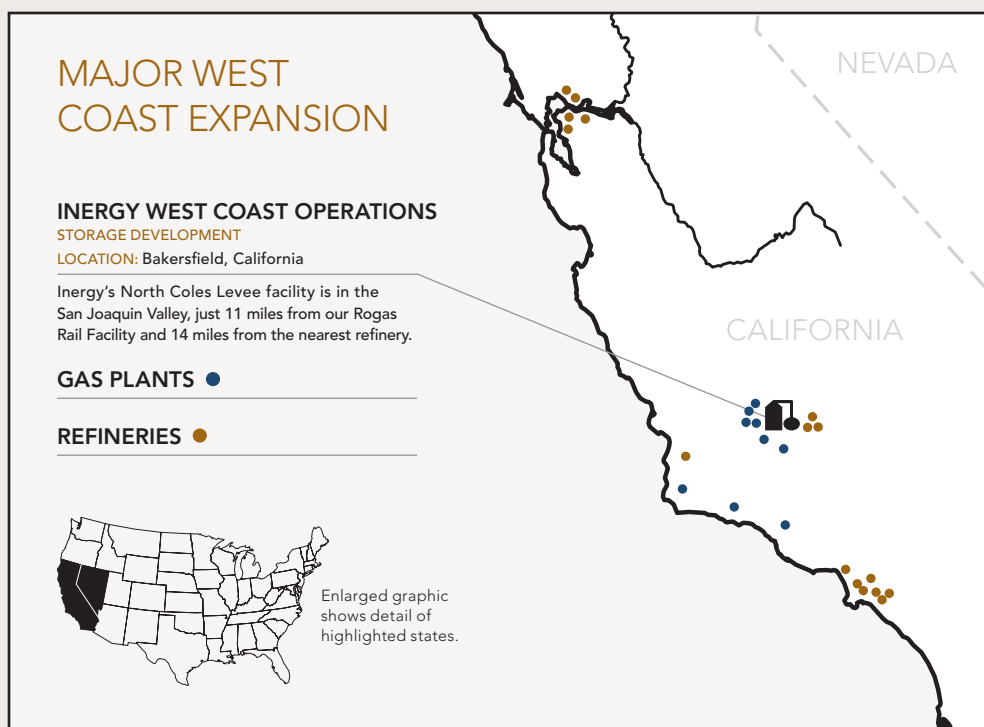 MAJOR WEST
COAST EXPANSION
INERGY WEST COAST OPERATIONS
STORAGE DEVELOPMENT
LOCATION: Bakersfield, California
Inergy's North Coles Levee facility is in the
San Joaquin Valley, just 11 miles from our Rogas
Rail Facility and 14 miles from the nearest refinery.
GAS PLANTS
REFINERIES
Enlarged graphic
shows detail of
highlighted states.
NEVADA
CALIFORNIA